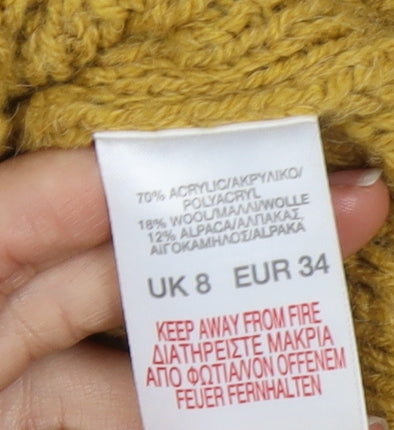 70% ACRYLIC/ΑΚΡΥΛΙΚΟ/
POLYACRYL
18% WOOL/ΜΑΛΛΙ/WOLLE
12% ALPACA/ΑΛΠΑΚΑΣ
ΑΙΓΟΚΑΜΗΛΟΣ/ALPAKA
UK 8 EUR 34
KEEP AWAY FROM FIRE
ΔΙΑΤΗΡΕΙΣΤΕ ΜΑΚΡΙΑ
ΑΠΟ ΦΩΤΙΑ/VON OFFENEM
FEUER FERNHALTEN